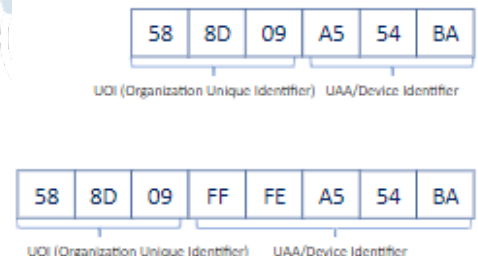 58 8D 09 A5 54 BA
UOI (Organization Unique Identifier) UAA/Device Identifier
58 8D 09 FF FE A5 54 BA
UOI (Organization Unique Identifier) UAA/Device Identifier